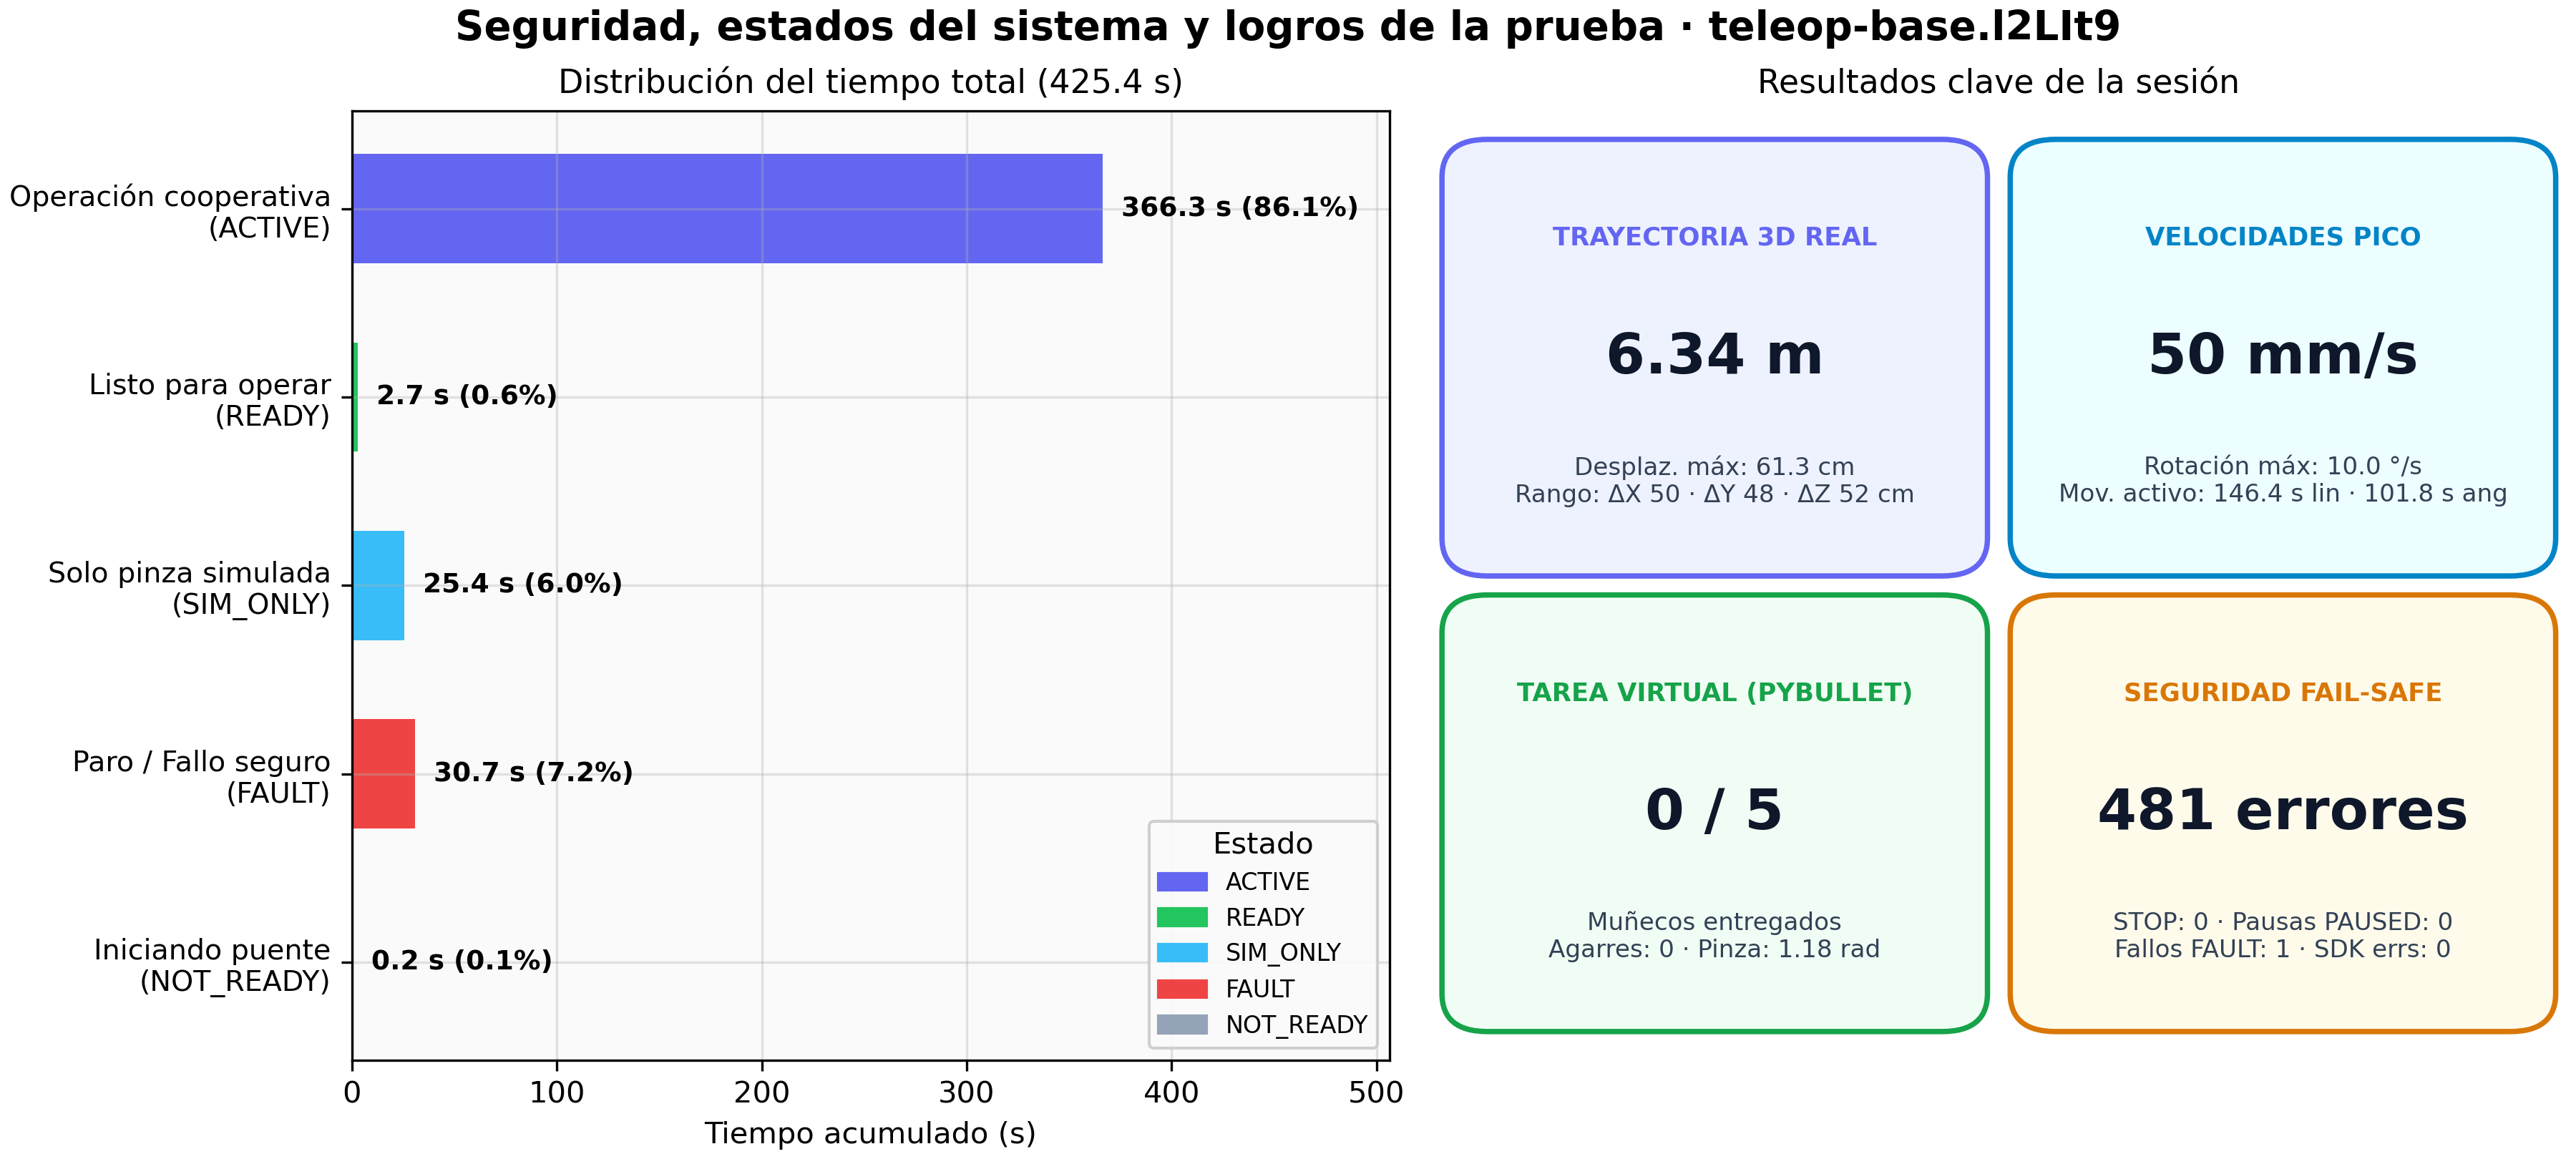 Seguridad, estados del sistema y logros de la prueba · teleop-base.l2LIt9
Distribución del tiempo total (425.4 s)
Operación cooperativa
(ACTIVE)
366.3 s (86.1%)
Listo para operar
(READY)
2.7 s (0.6%)
Solo pinza simulada
(SIM_ONLY)
25.4 s (6.0%)
Paro / Fallo seguro
(FAULT)
30.7 s (7.2%)
Iniciando puente
(NOT_READY)
0.2 s (0.1%)
Estado
ACTIVE
READY
SIM_ONLY
FAULT
NOT_READY
0 100 200 300 400 500
Tiempo acumulado (s)
Resultados clave de la sesión
TRAYECTORIA 3D REAL
6.34 m
Desplaz. máx: 61.3 cm
Rango: ΔX 50 · ΔY 48 · ΔZ 52 cm
VELOCIDADES PICO
50 mm/s
Rotación máx: 10.0 °/s
Mov. activo: 146.4 s lin · 101.8 s ang
TAREA VIRTUAL (PYBULLET)
0 / 5
Muñecos entregados
Agarres: 0 · Pinza: 1.18 rad
SEGURIDAD FAIL-SAFE
481 errores
STOP: 0 · Pausas PAUSED: 0
Fallos FAULT: 1 · SDK errs: 0